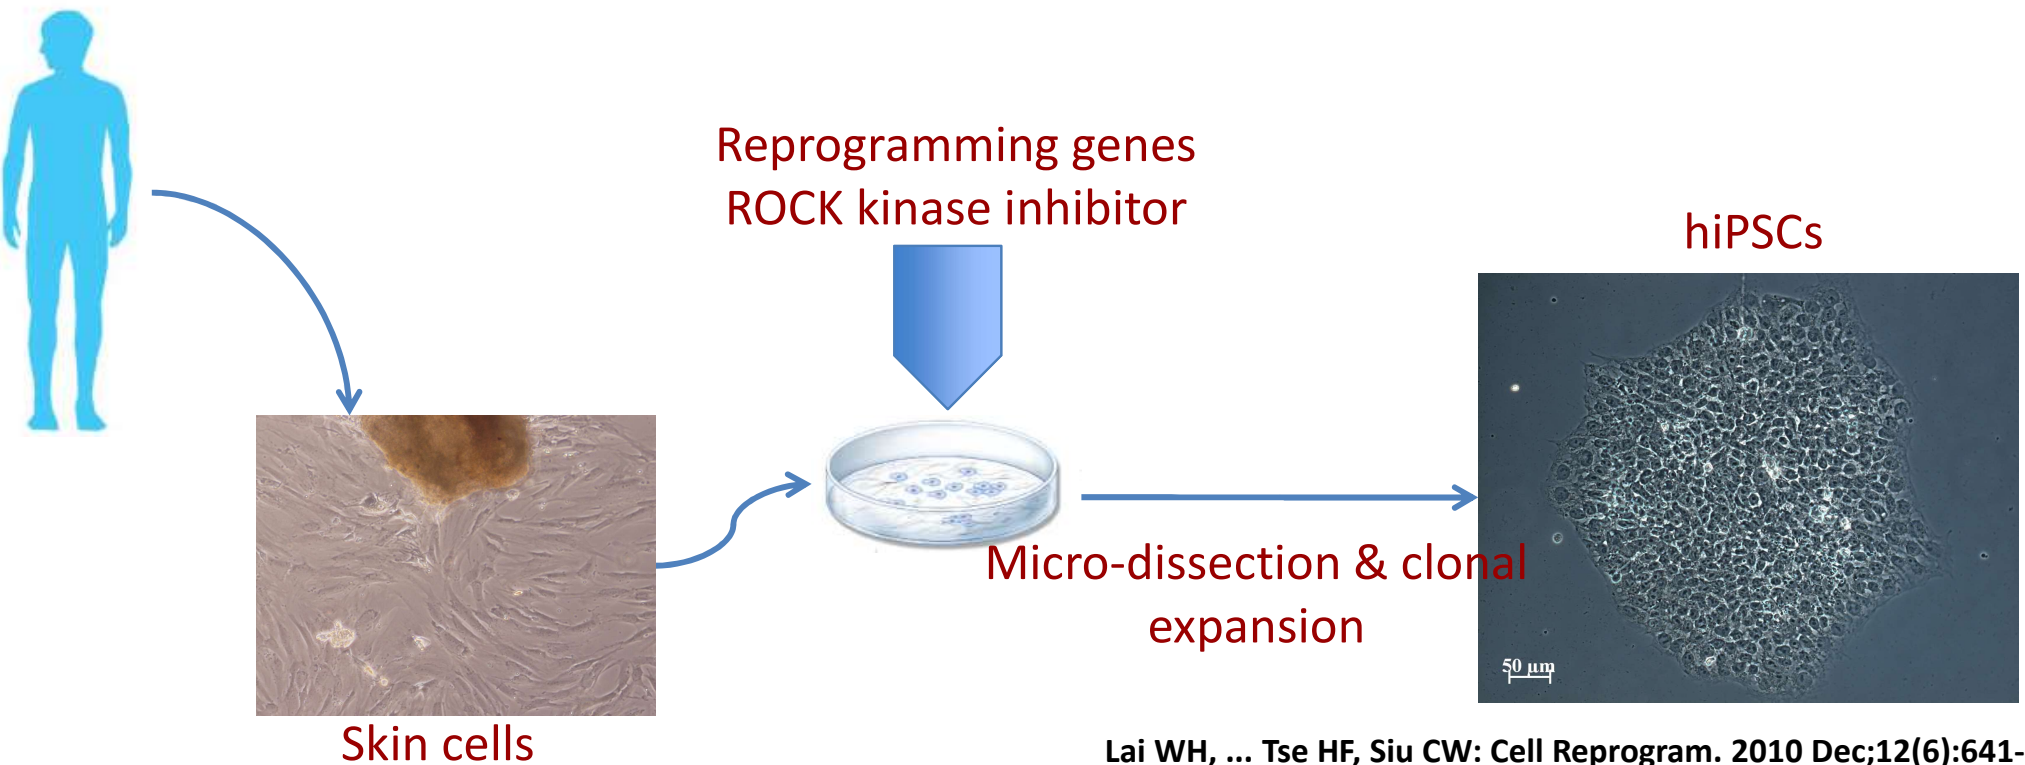 Reprogramming genes
ROCK kinase inhibitor
hiPSCs
Micro-dissection & clonal
expansion
50 µm
Skin cells
Lai WH, ... Tse HF, Siu CW: Cell Reprogram. 2010 Dec;12(6):641-